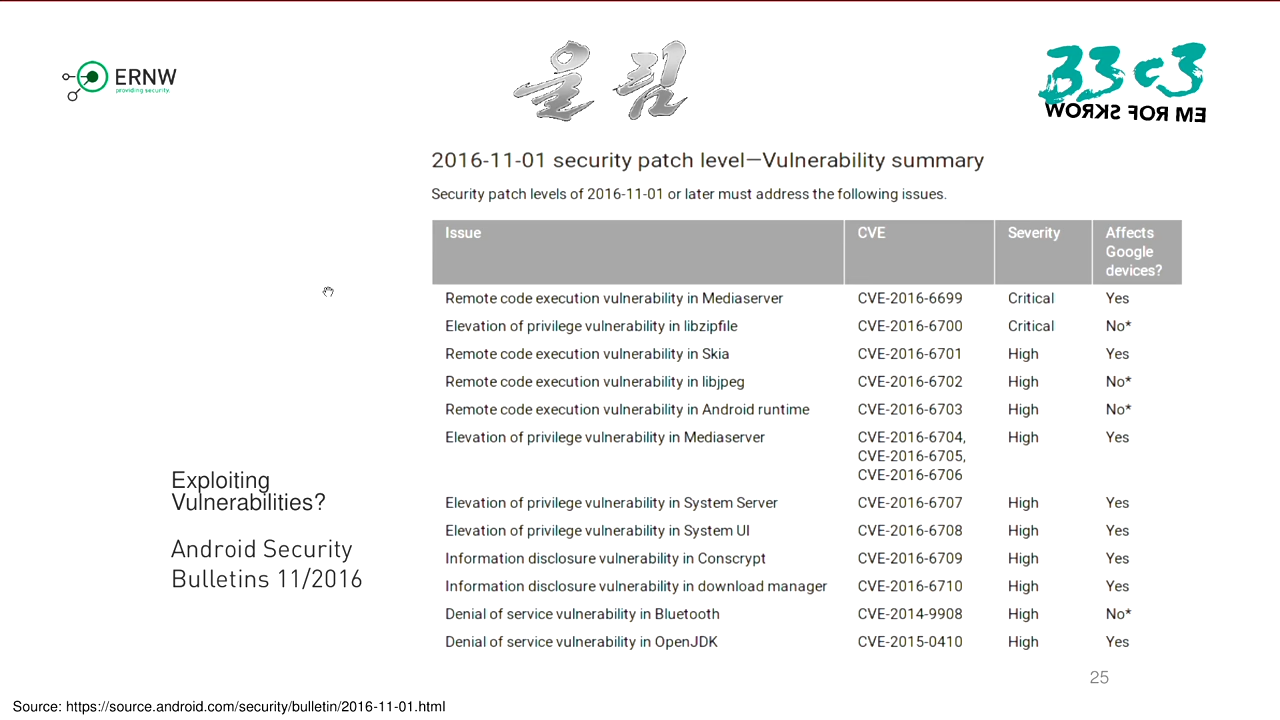 ERNW
providing security.
울림
33c3
WORKS FOR ME
2016-11-01 security patch level—Vulnerability summary
Security patch levels of 2016-11-01 or later must address the following issues.
Issue CVE Severity Affects Google devices?
Remote code execution vulnerability in Mediaserver CVE-2016-6699 Critical Yes
Elevation of privilege vulnerability in libzipfile CVE-2016-6700 Critical No*
Remote code execution vulnerability in Skia CVE-2016-6701 High Yes
Remote code execution vulnerability in libjpeg CVE-2016-6702 High No*
Remote code execution vulnerability in Android runtime CVE-2016-6703 High No*
Elevation of privilege vulnerability in Mediaserver CVE-2016-6704, High Yes
CVE-2016-6705,
CVE-2016-6706
Elevation of privilege vulnerability in System Server CVE-2016-6707 High Yes
Elevation of privilege vulnerability in System UI CVE-2016-6708 High Yes
Information disclosure vulnerability in Conscrypt CVE-2016-6709 High Yes
Information disclosure vulnerability in download manager CVE-2016-6710 High Yes
Denial of service vulnerability in Bluetooth CVE-2014-9908 High No*
Denial of service vulnerability in OpenJDK CVE-2015-0410 High Yes
Exploiting
Vulnerabilities?
Android Security
Bulletins 11/2016
25
Source: https://source.android.com/security/bulletin/2016-11-01.html